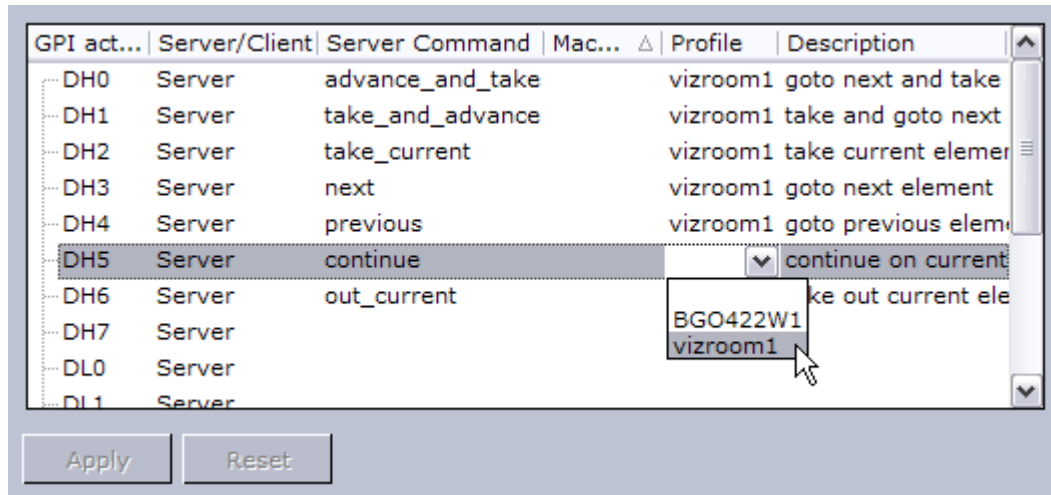 GPI act... Server/Client Server Command Mac... Profile Description
DH0 Server advance_and_take vizroom1 goto next and take
DH1 Server take_and_advance vizroom1 take and goto next
DH2 Server take_current vizroom1 take current elemer
DH3 Server next vizroom1 goto next element
DH4 Server previous vizroom1 goto previous elem
DH5 Server continue continue on current
DH6 Server out_current ke out current ele
BGO422W1
DH7 Server
vizroom1
DL0 Server
DL1 Server
Apply Reset